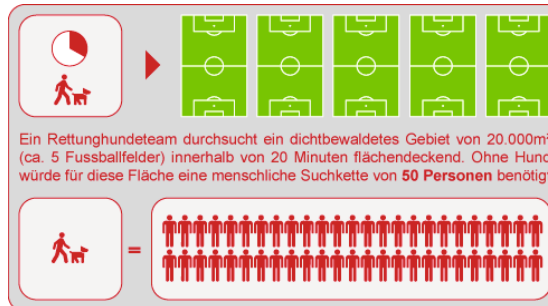 Ein Rettunghundeteam durchsucht ein dichtbewaldetes Gebiet von 20.000m²
(ca. 5 Fussballfelder) innerhalb von 20 Minuten flächendeckend. Ohne Hund
würde für diese Fläche eine menschliche Suchkette von 50 Personen benötigt
=